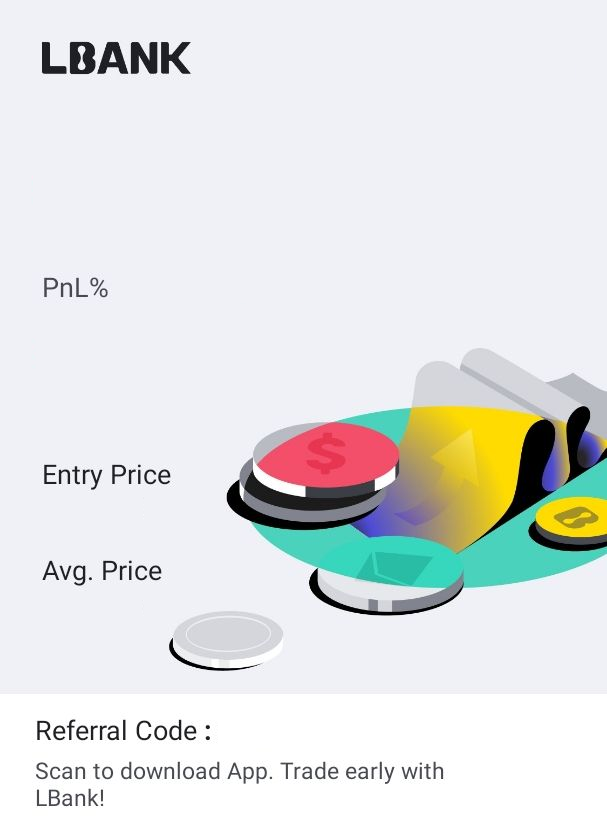 LBANK
PnL%
Entry Price
Avg. Price
Referral Code :
Scan to download App. Trade early with
LBank!